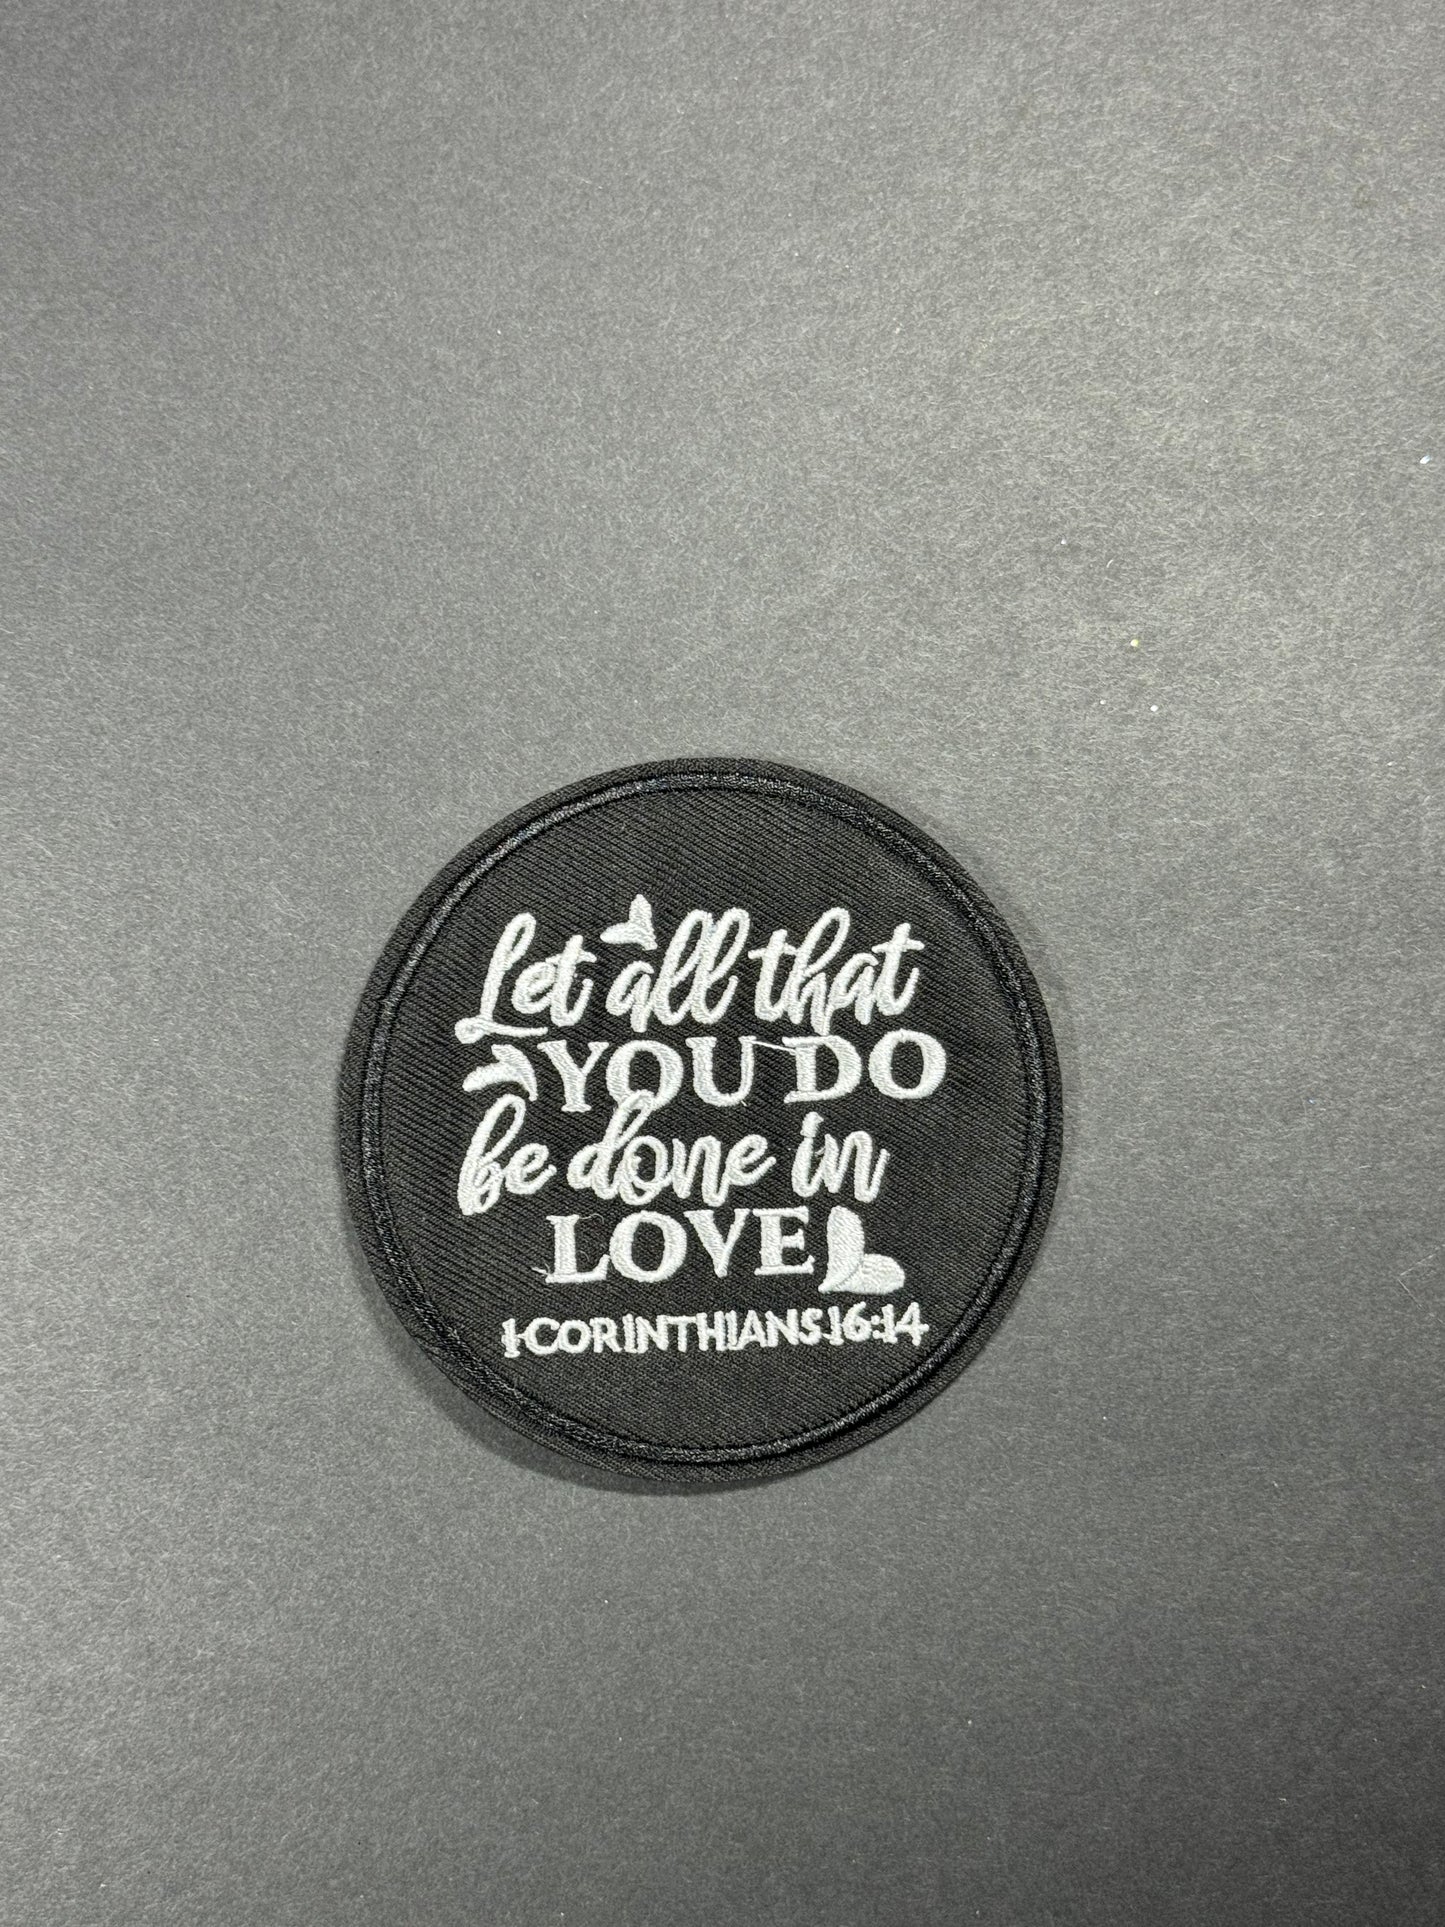 Let all that
YOU DO
be done in
LOVE
1 CORINTHIANS 16:14